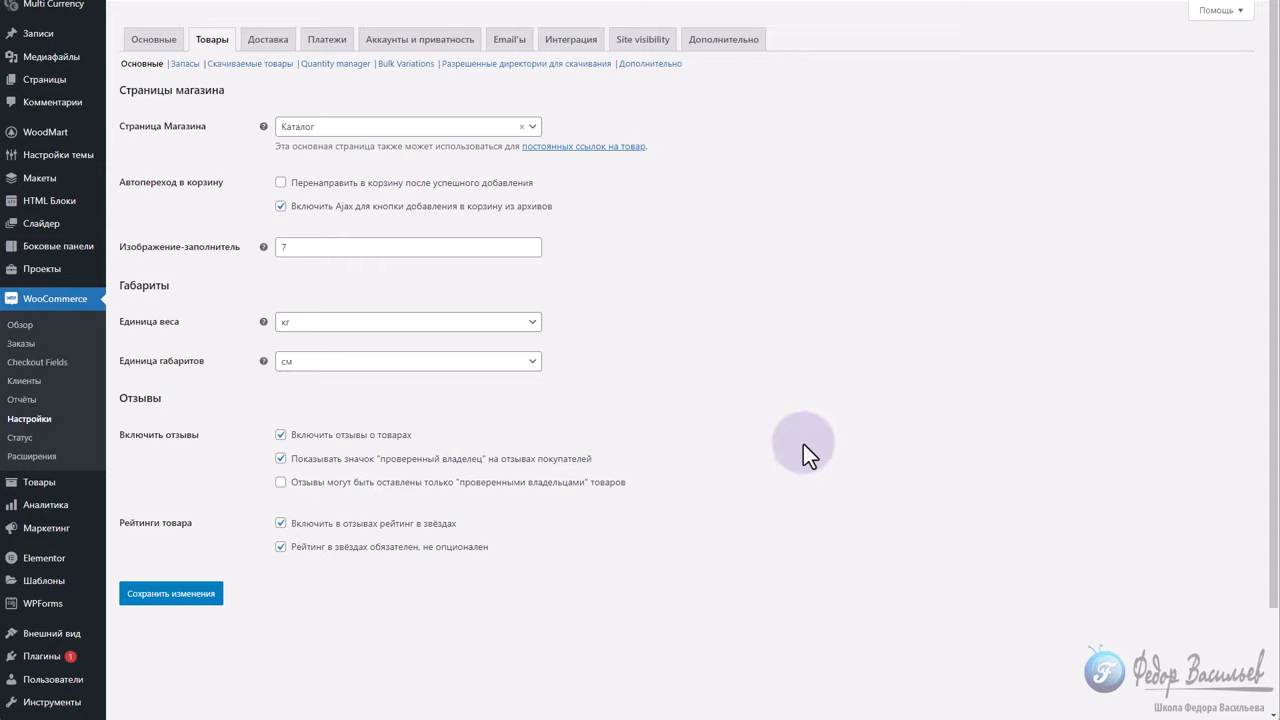 Multi Currency
Записи
Медиафайлы
Страницы
Комментарии
WoodMart
Настройки темы
Макеты
HTML Блоки
Слайдер
Боковые панели
Проекты
WooCommerce
Обзор
Заказы
Checkout Fields
Клиенты
Отчёты
Настройки
Статус
Расширения
Товары
Аналитика
Маркетинг
Elementor
Шаблоны
WPForms
Внешний вид
Плагины 1
Пользователи
Инструменты
Помощь
Основные Товары Доставка Платежи Аккаунты и приватность Email'ы Интеграция Site visibility Дополнительно
Основные | Запасы | Скачиваемые товары | Quantity manager | Bulk Variations | Разрешенные директории для скачивания | Дополнительно
Страницы магазина
Страница Магазина ? Каталог ×
Эта основная страница также может использоваться для постоянных ссылок на товар.
Автопереход в корзину Перенаправить в корзину после успешного добавления
Включить Ajax для кнопки добавления в корзину из архивов
Изображение-заполнитель ? 7
Габариты
Единица веса ? кг
Единица габаритов ? см
Отзывы
Включить отзывы Включить отзывы о товарах
Показывать значок "проверенный владелец" на отзывах покупателей
Отзывы могут быть оставлены только "проверенными владельцами" товаров
Рейтинги товара Включить в отзывах рейтинг в звёздах
Рейтинг в звёздах обязателен, не опционален
Сохранить изменения
Федор Васильев
Школа Федора Васильева